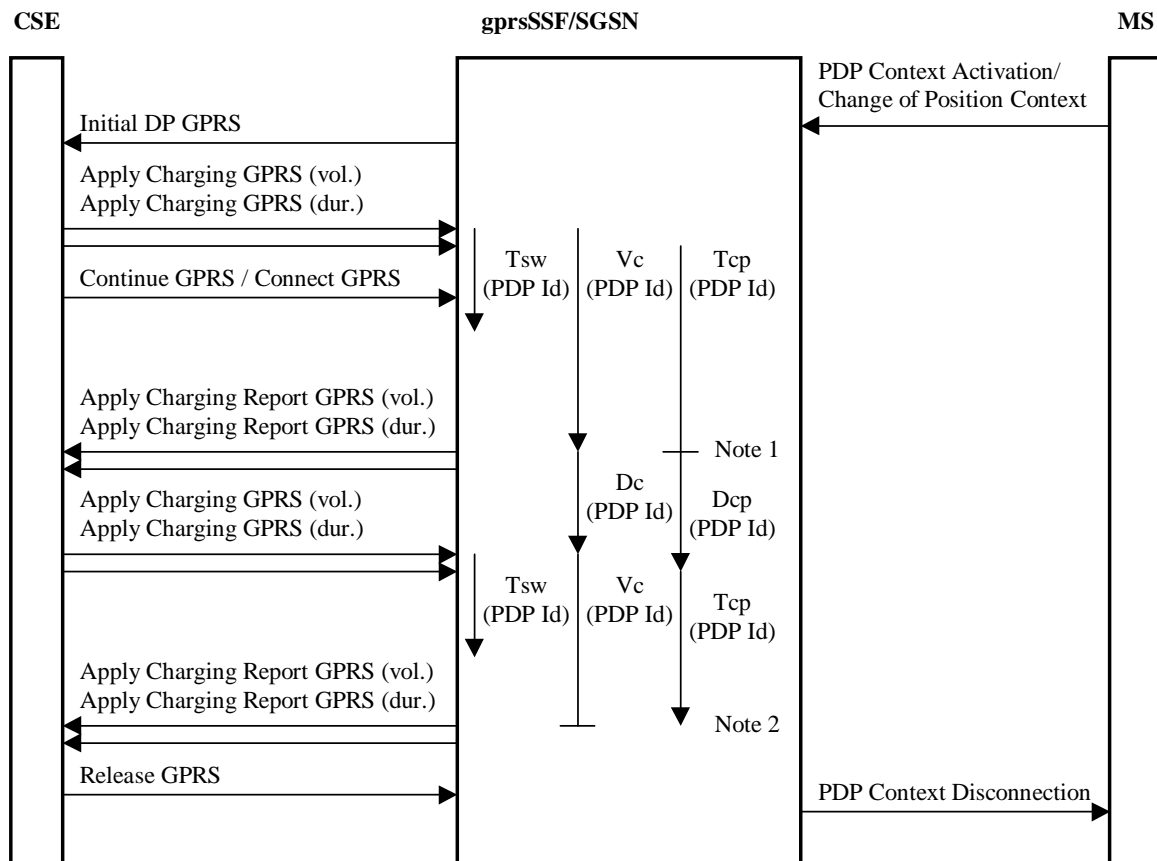 CSE
gprsSSF/SGSN
MS
PDP Context Activation/
Change of Position Context
Initial DP GPRS
Apply Charging GPRS (vol.)
Apply Charging GPRS (dur.)
Tsw
(PDP Id)
Vc
(PDP Id)
Tcp
(PDP Id)
Continue GPRS / Connect GPRS
Apply Charging Report GPRS (vol.)
Apply Charging Report GPRS (dur.)
Note 1
Dc
(PDP Id)
Dcp
(PDP Id)
Apply Charging GPRS (vol.)
Apply Charging GPRS (dur.)
Tsw
(PDP Id)
Vc
(PDP Id)
Tcp
(PDP Id)
Apply Charging Report GPRS (vol.)
Apply Charging Report GPRS (dur.)
Note 2
Release GPRS
PDP Context Disconnection